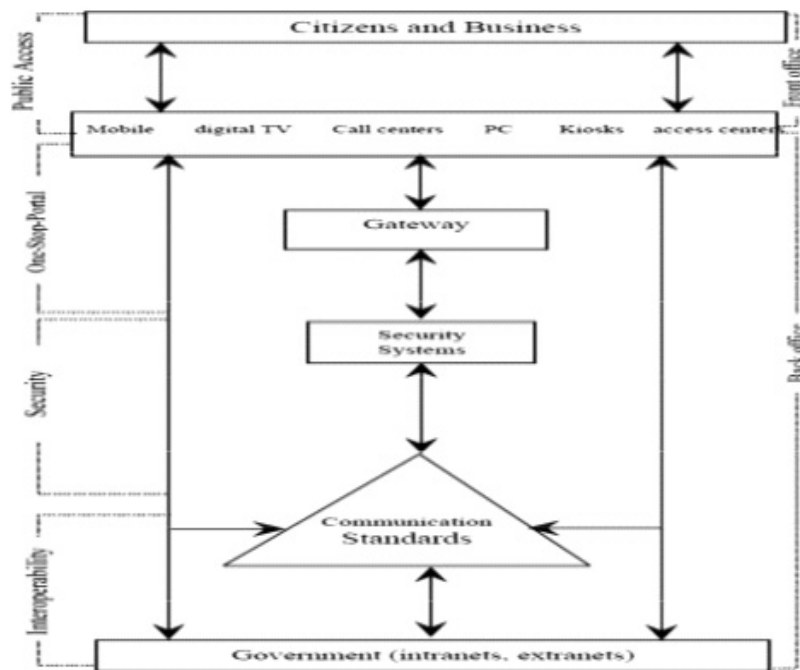 Citizens and Business
Public Access
Front office
Mobile digital TV Call centers PC Kiosks access centers
One-Stop-Portal
Gateway
Security
Systems
Back office
Security
Communication
Standards
Interoperability
Government (intranets, extranets)